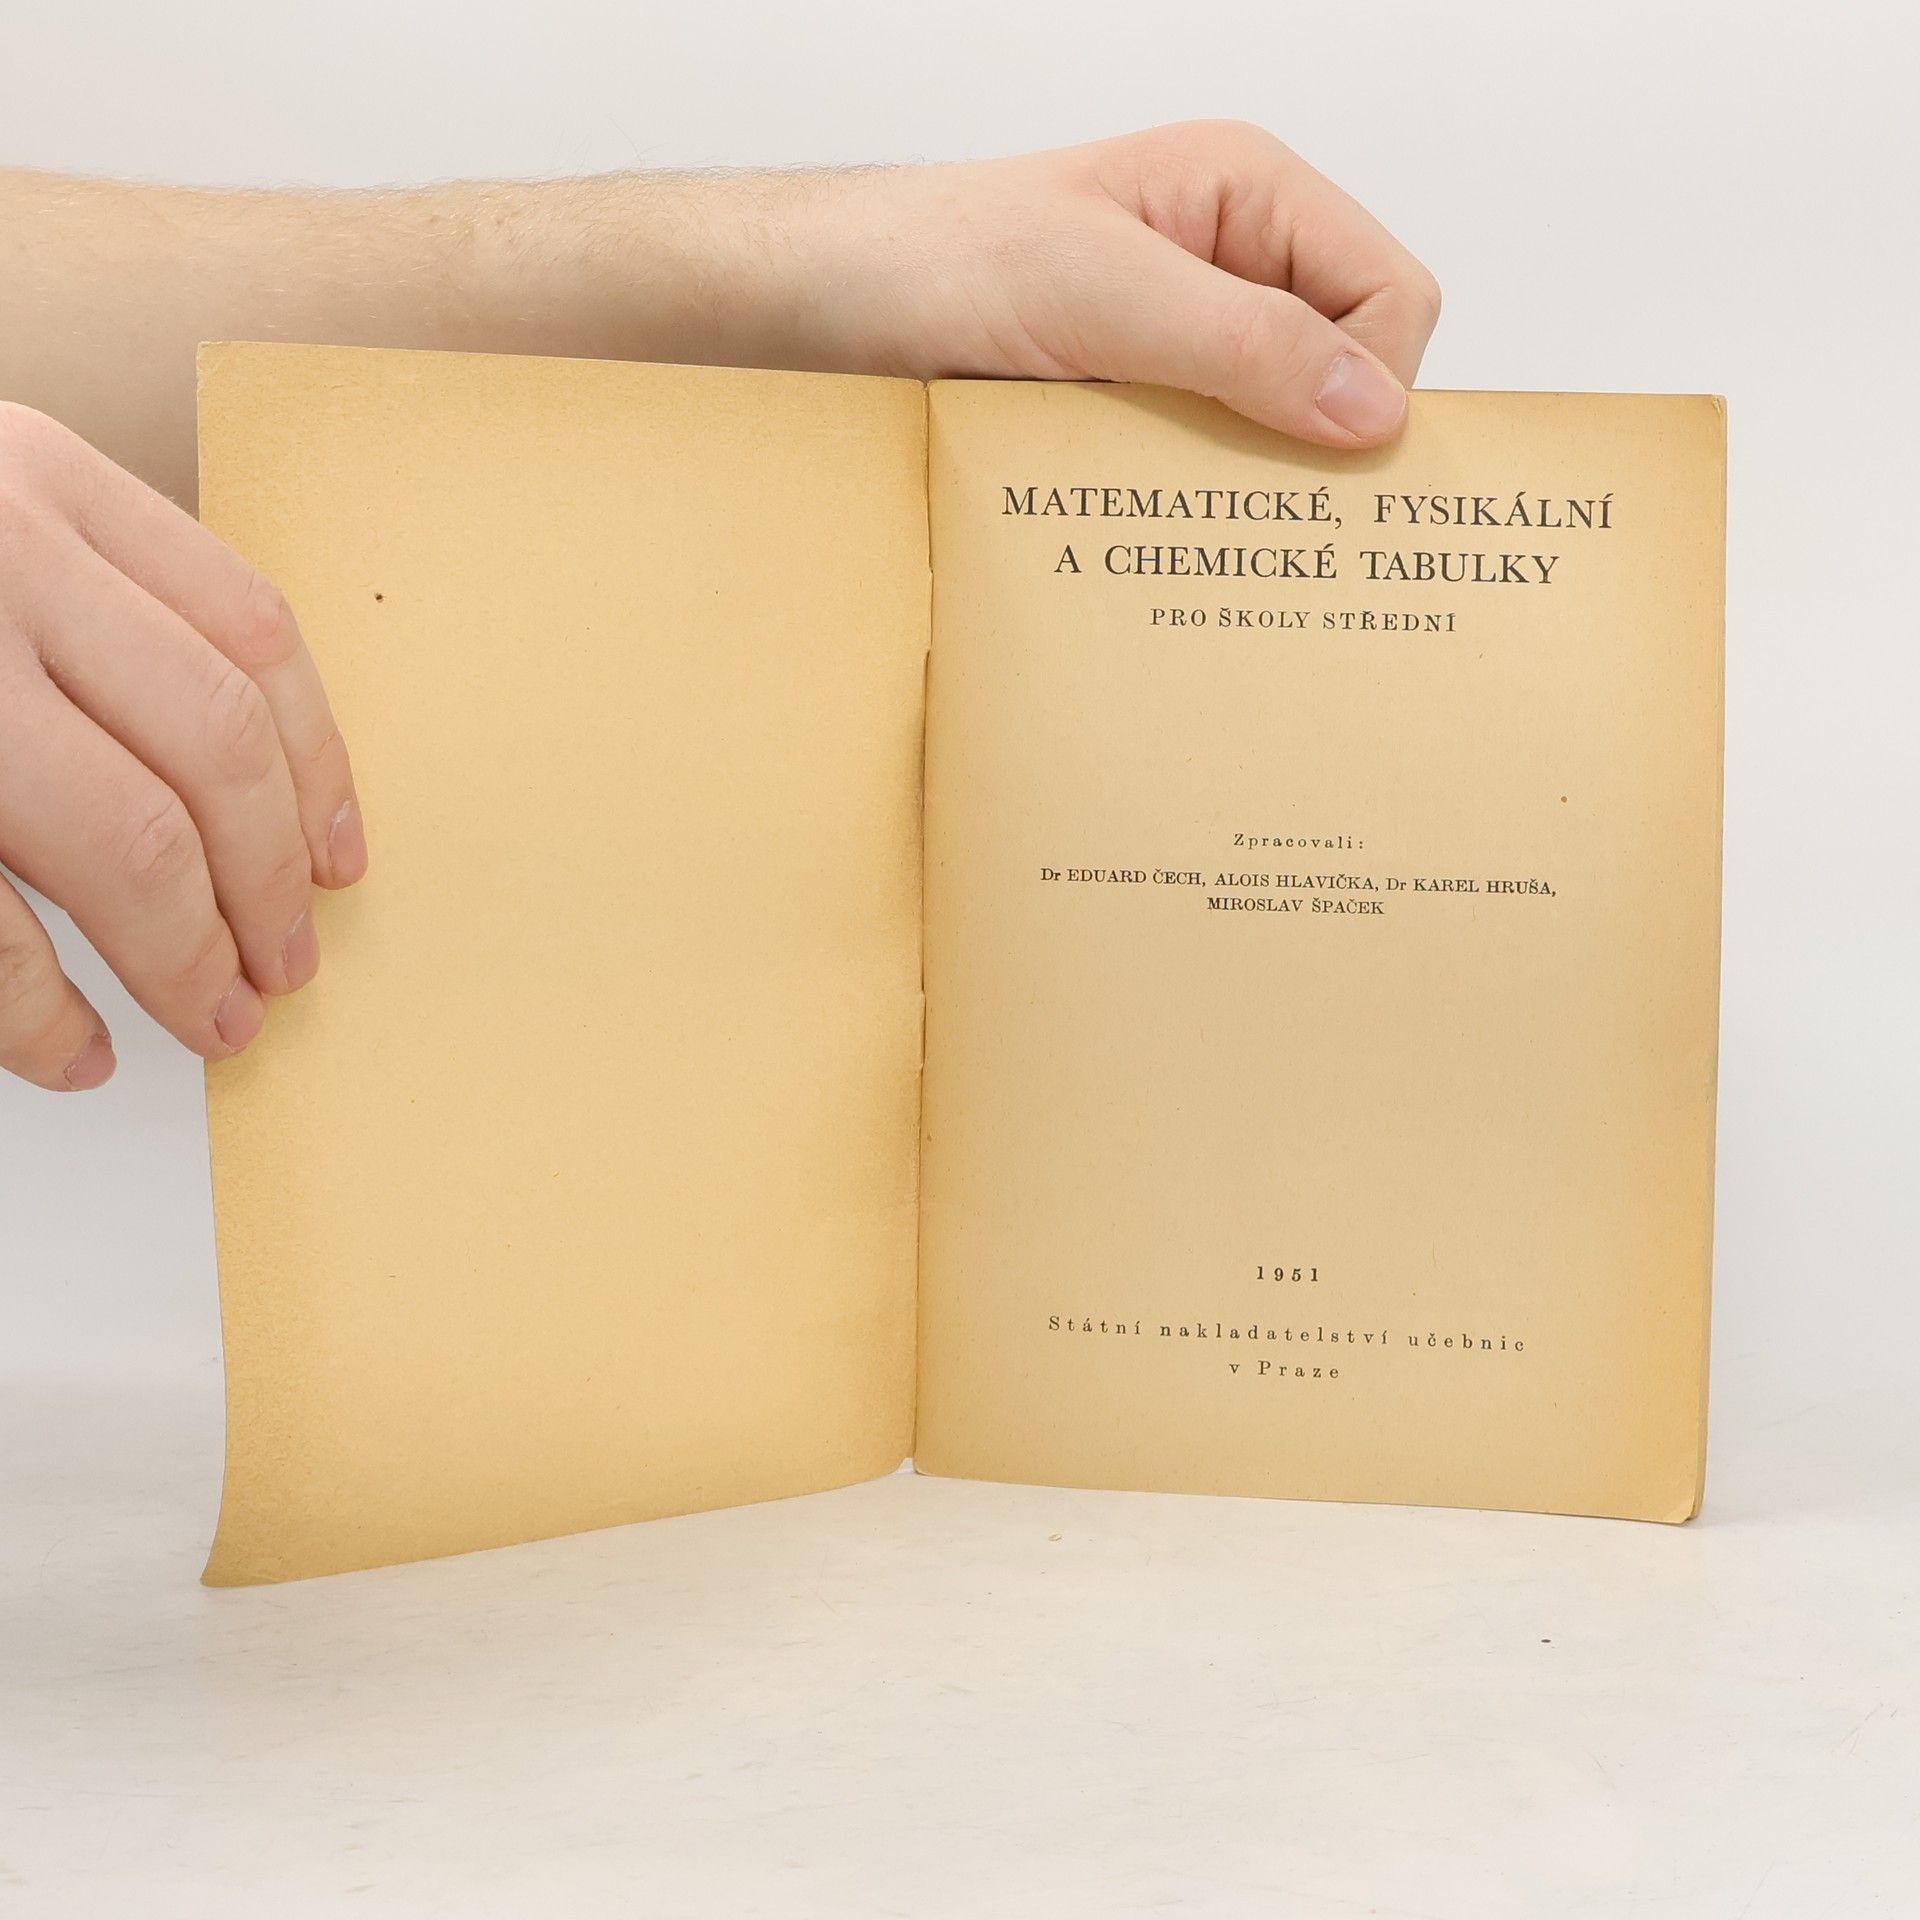 MATEMATICKÉ, FYSIKÁLNÍ
A CHEMICKÉ TABULKY
PRO ŠKOLY STŘEDNÍ
Zpracovali:
Dr EDUARD ČECH, ALOIS HLAVIČKA, Dr KAREL HRUŠA,
MIROSLAV ŠPAČEK
1951
Státní nakladatelství učebnic
v Praze